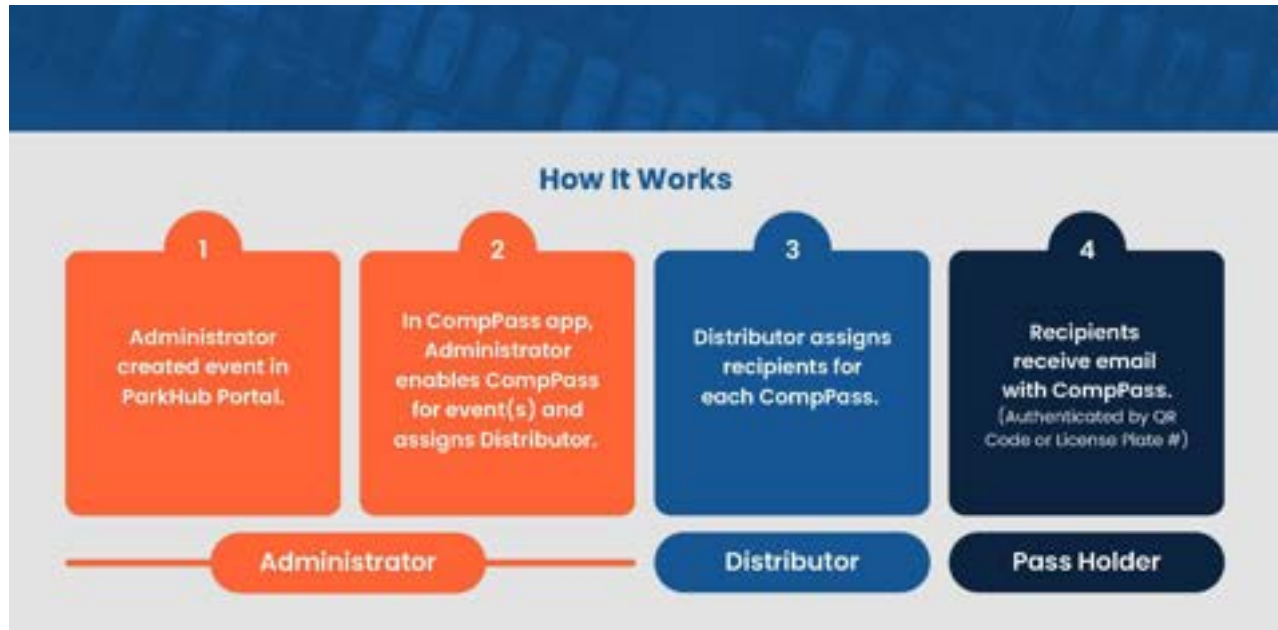 How It Works
1
Administrator
created event in
ParkHub Portal.
2
In CompPass app,
Administrator
enables CompPass
for event(s) and
assigns Distributor.
3
Distributor assigns
recipients for
each CompPass.
4
Recipients
receive email
with CompPass.
(Authenticated by QR
Code or License Plate #)
Administrator
Distributor
Pass Holder